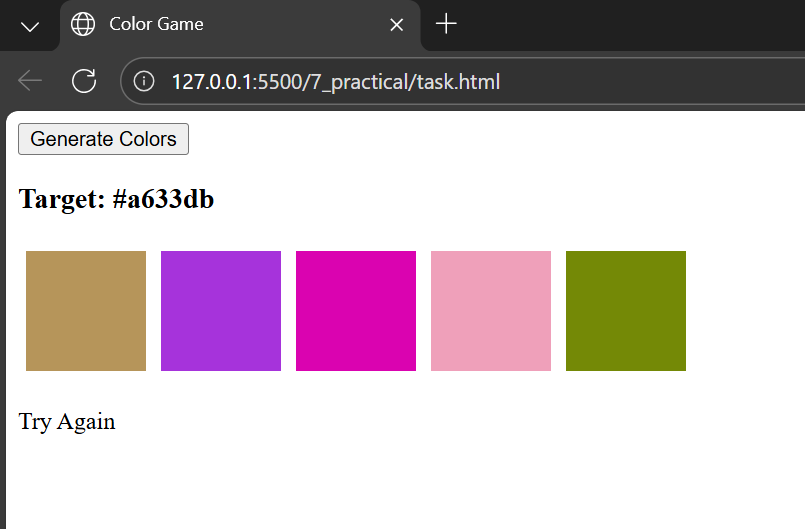 Color Game
127.0.0.1:5500/7_practical/task.html
Generate Colors
Target: #a633db
Try Again